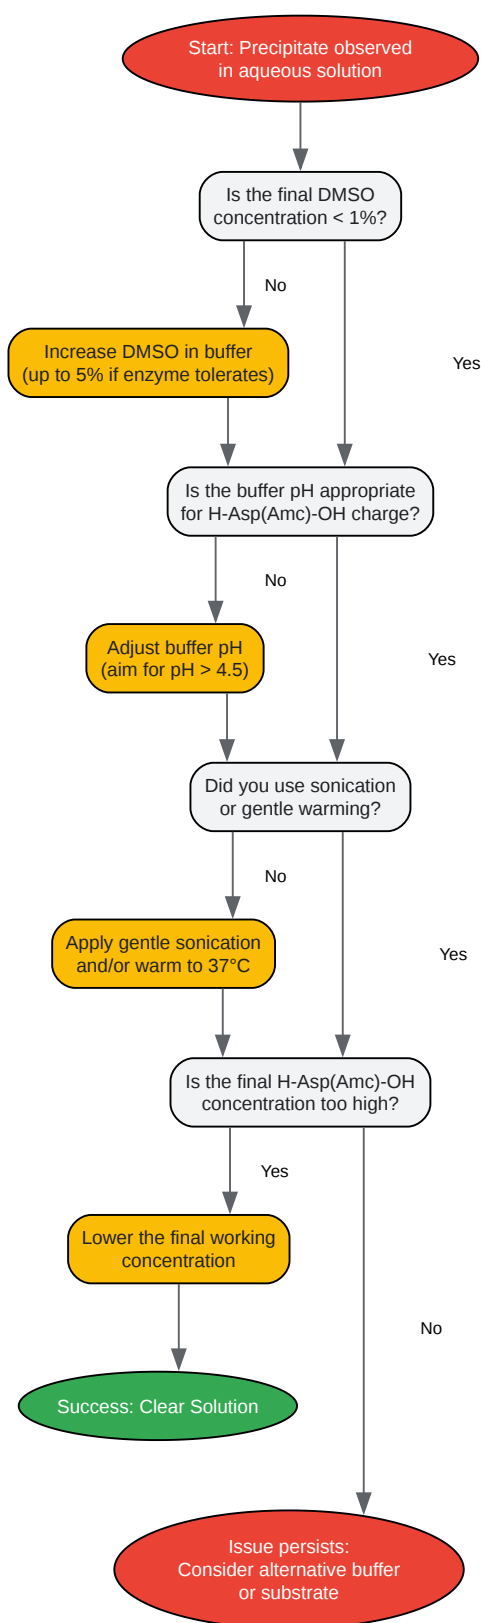 Start: Precipitate observed
in aqueous solution
Is the final DMSO
concentration < 1%?
No
Increase DMSO in buffer
(up to 5% if enzyme tolerates)
Yes
Is the buffer pH appropriate
for H-Asp(Amc)-OH charge?
No
Adjust buffer pH
(aim for pH > 4.5)
Yes
Did you use sonication
or gentle warming?
No
Apply gentle sonication
and/or warm to 37°C
Yes
Is the final H-Asp(Amc)-OH
concentration too high?
Yes
Lower the final working
concentration
No
Success: Clear Solution
Issue persists:
Consider alternative buffer
or substrate